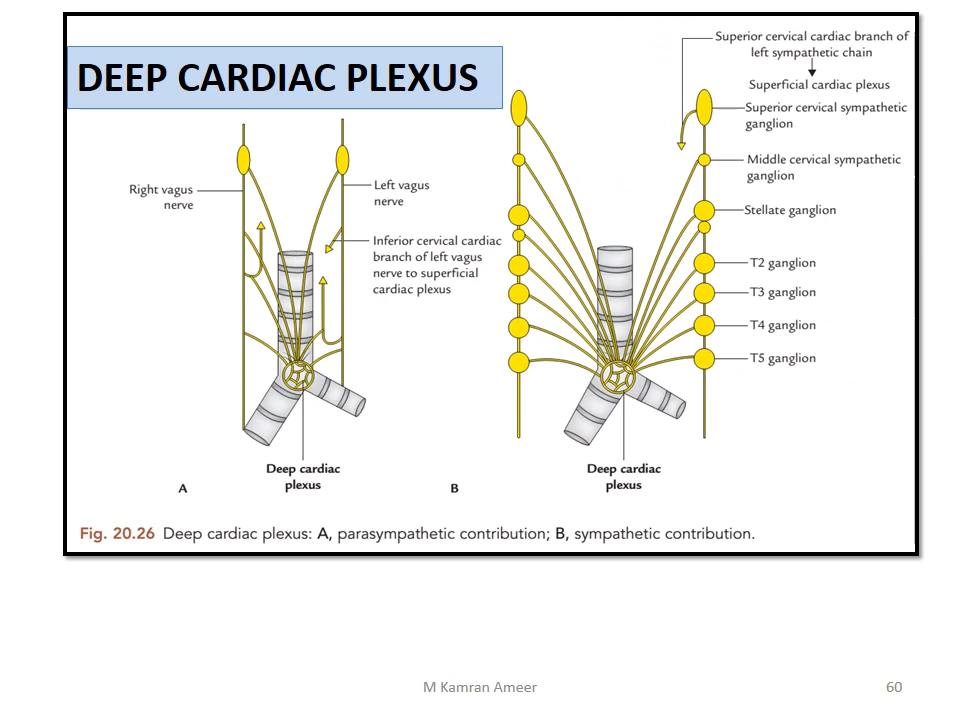 DEEP CARDIAC PLEXUS
Superior cervical cardiac branch of
left sympathetic chain
Superficial cardiac plexus
Superior cervical sympathetic
ganglion
Middle cervical sympathetic
ganglion
Stellate ganglion
T2 ganglion
T3 ganglion
T4 ganglion
T5 ganglion
Right vagus
nerve
Left vagus
nerve
Inferior cervical cardiac
branch of left vagus
nerve to superficial
cardiac plexus
Deep cardiac
plexus
A
Deep cardiac
plexus
B
Fig. 20.26 Deep cardiac plexus: A, parasympathetic contribution; B, sympathetic contribution.
M Kamran Ameer
60